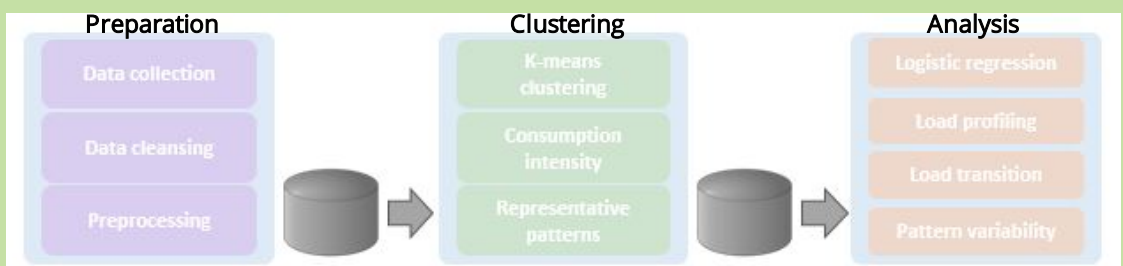 Preparation
Data collection
Data cleansing
Preprocessing
Clustering
K-means
clustering
Consumption
intensity
Representative
patterns
Analysis
Logistic regression
Load profiling
Load transition
Pattern variability